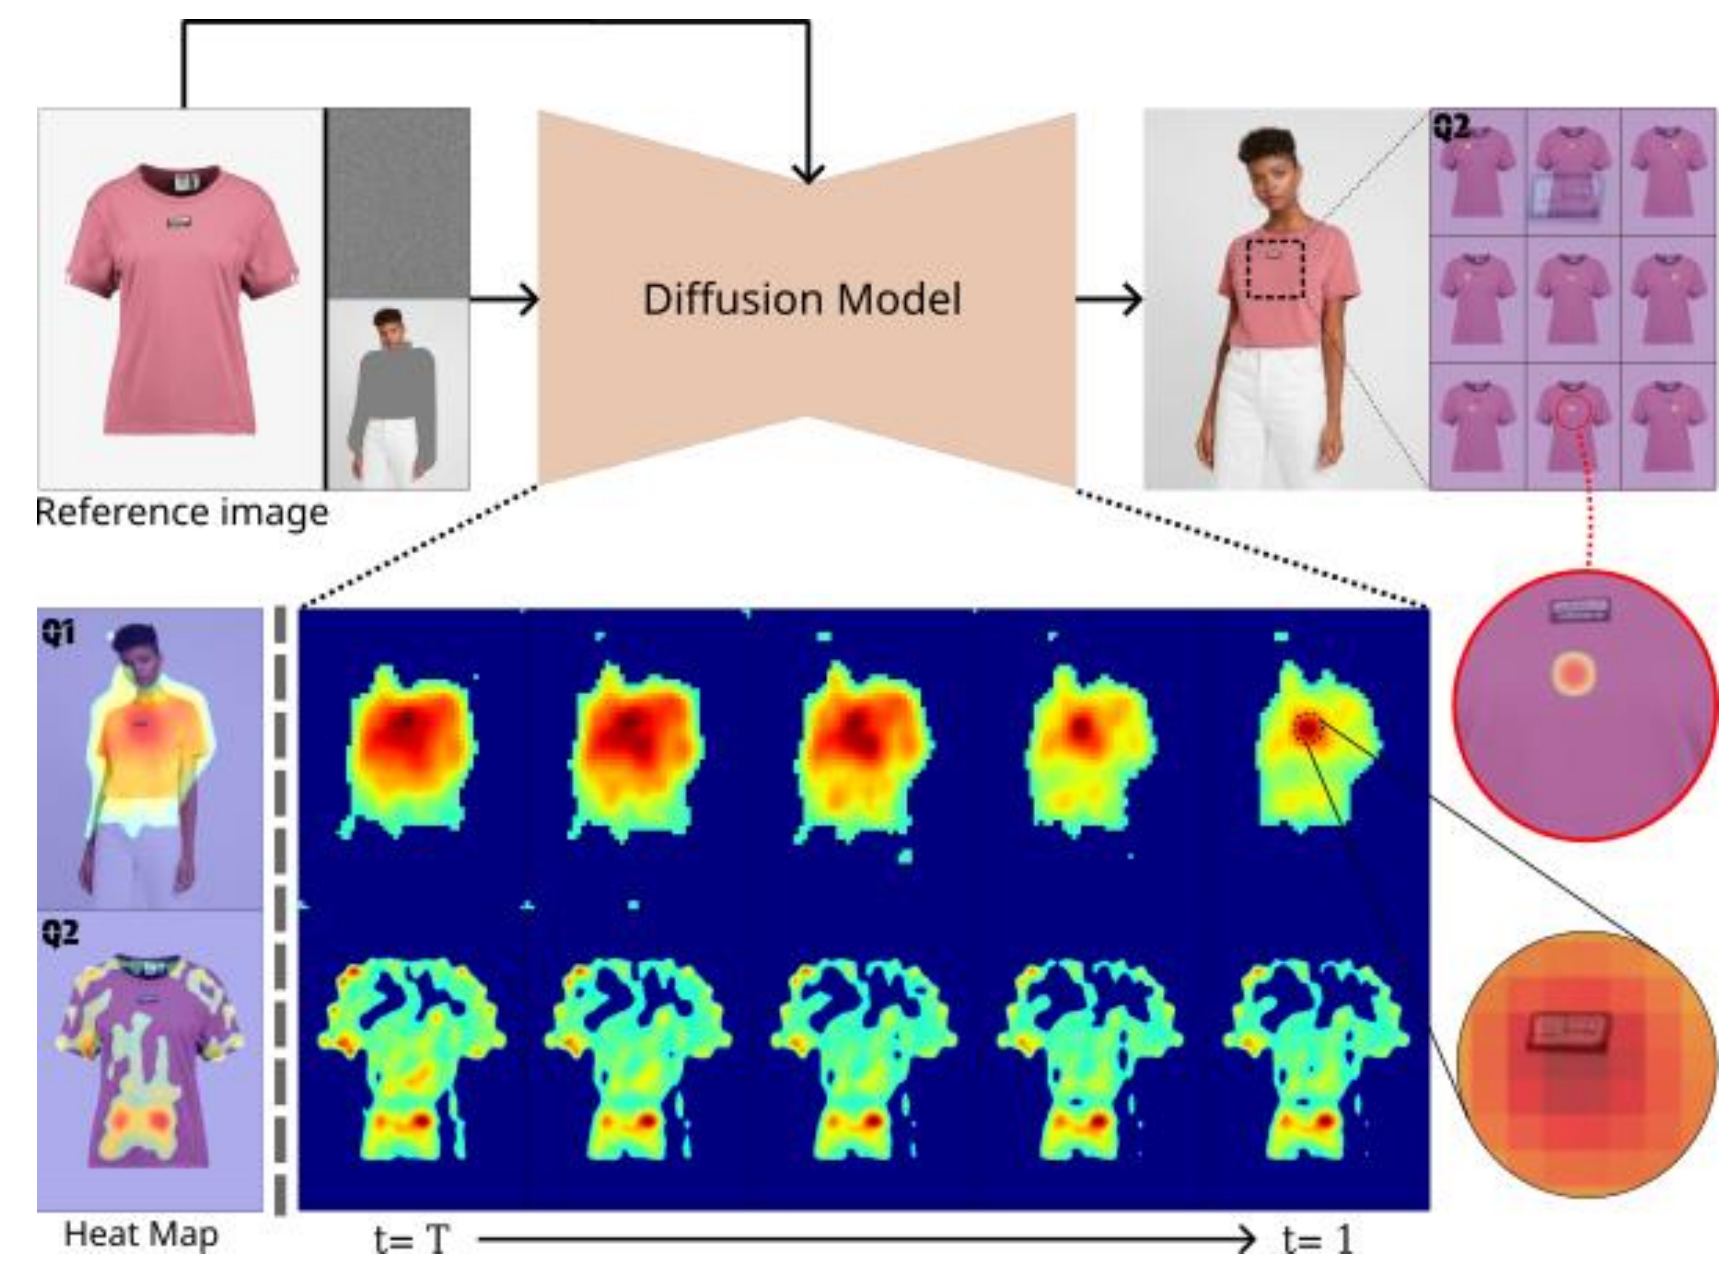 Q2
Diffusion Model
Reference image
Q1
Q2
Heat Map
t= T
t= 1